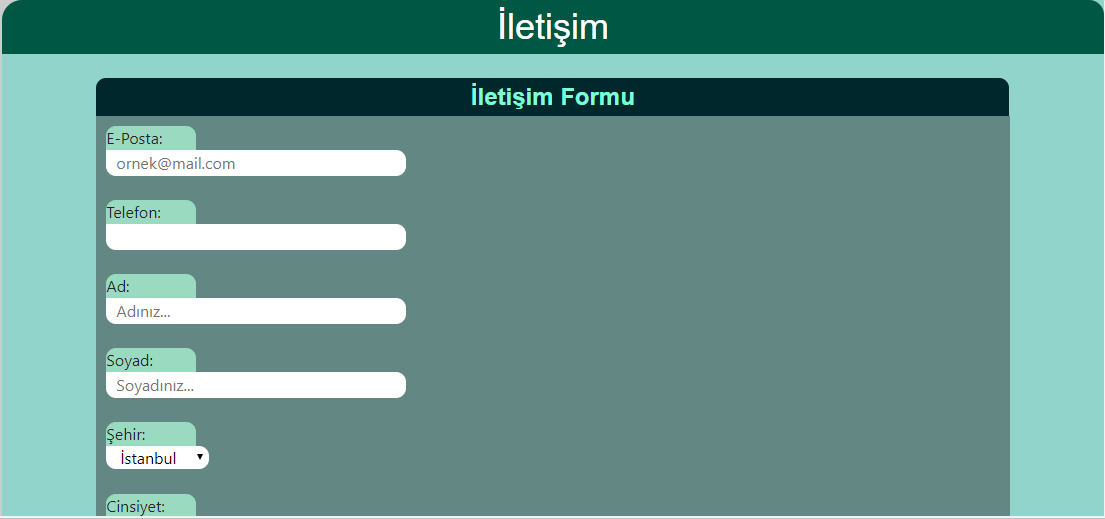 İletişim
İletişim Formu
E-Posta:
ornek@mail.com
Telefon:
Ad:
Adınız...
Soyad:
Soyadınız...
Şehir:
İstanbul
Cinsiyet: